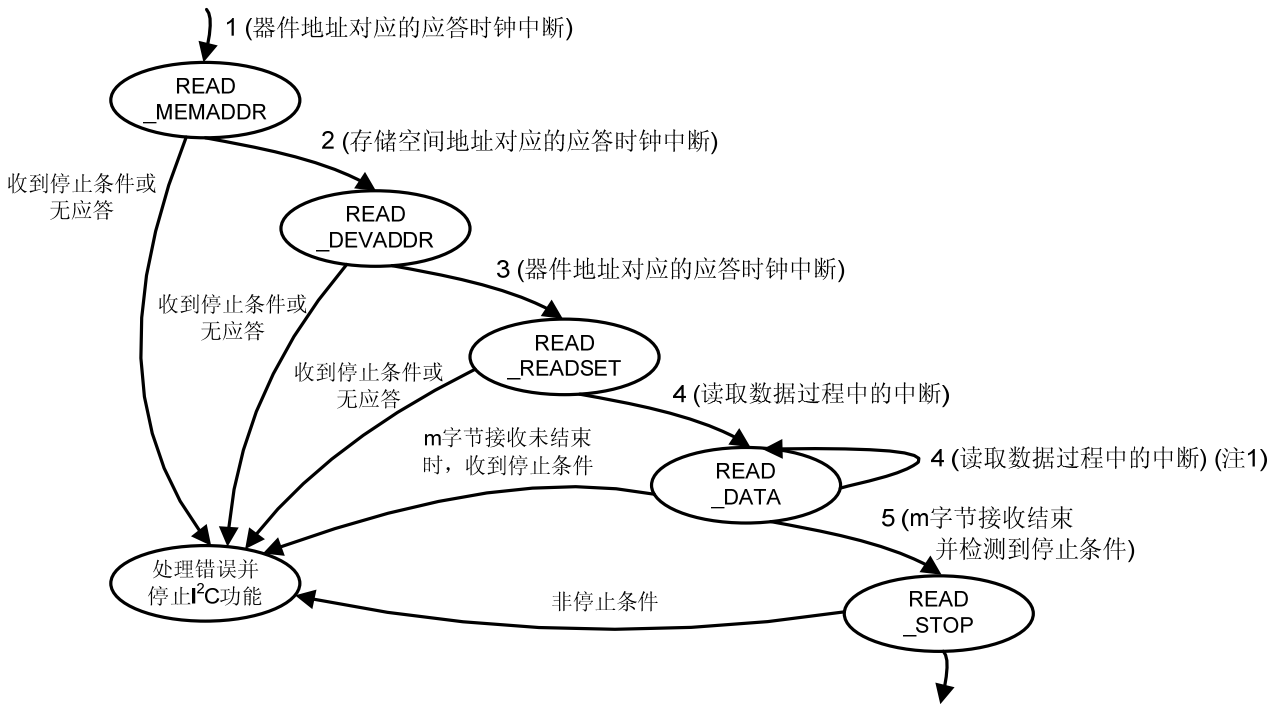 1 (器件地址对应的应答时钟中断)
READ
_MEMADDR
2 (存储空间地址对应的应答时钟中断)
收到停止条件或
无应答
READ
_DEVADDR
3 (器件地址对应的应答时钟中断)
收到停止条件或
无应答
READ
_READSET
收到停止条件或
无应答
4 (读取数据过程中的中断)
m字节接收未结束
时，收到停止条件
READ
_DATA
4 (读取数据过程中的中断) (注1)
5 (m字节接收结束
并检测到停止条件)
处理错误并
停止I²C功能
非停止条件
READ
_STOP